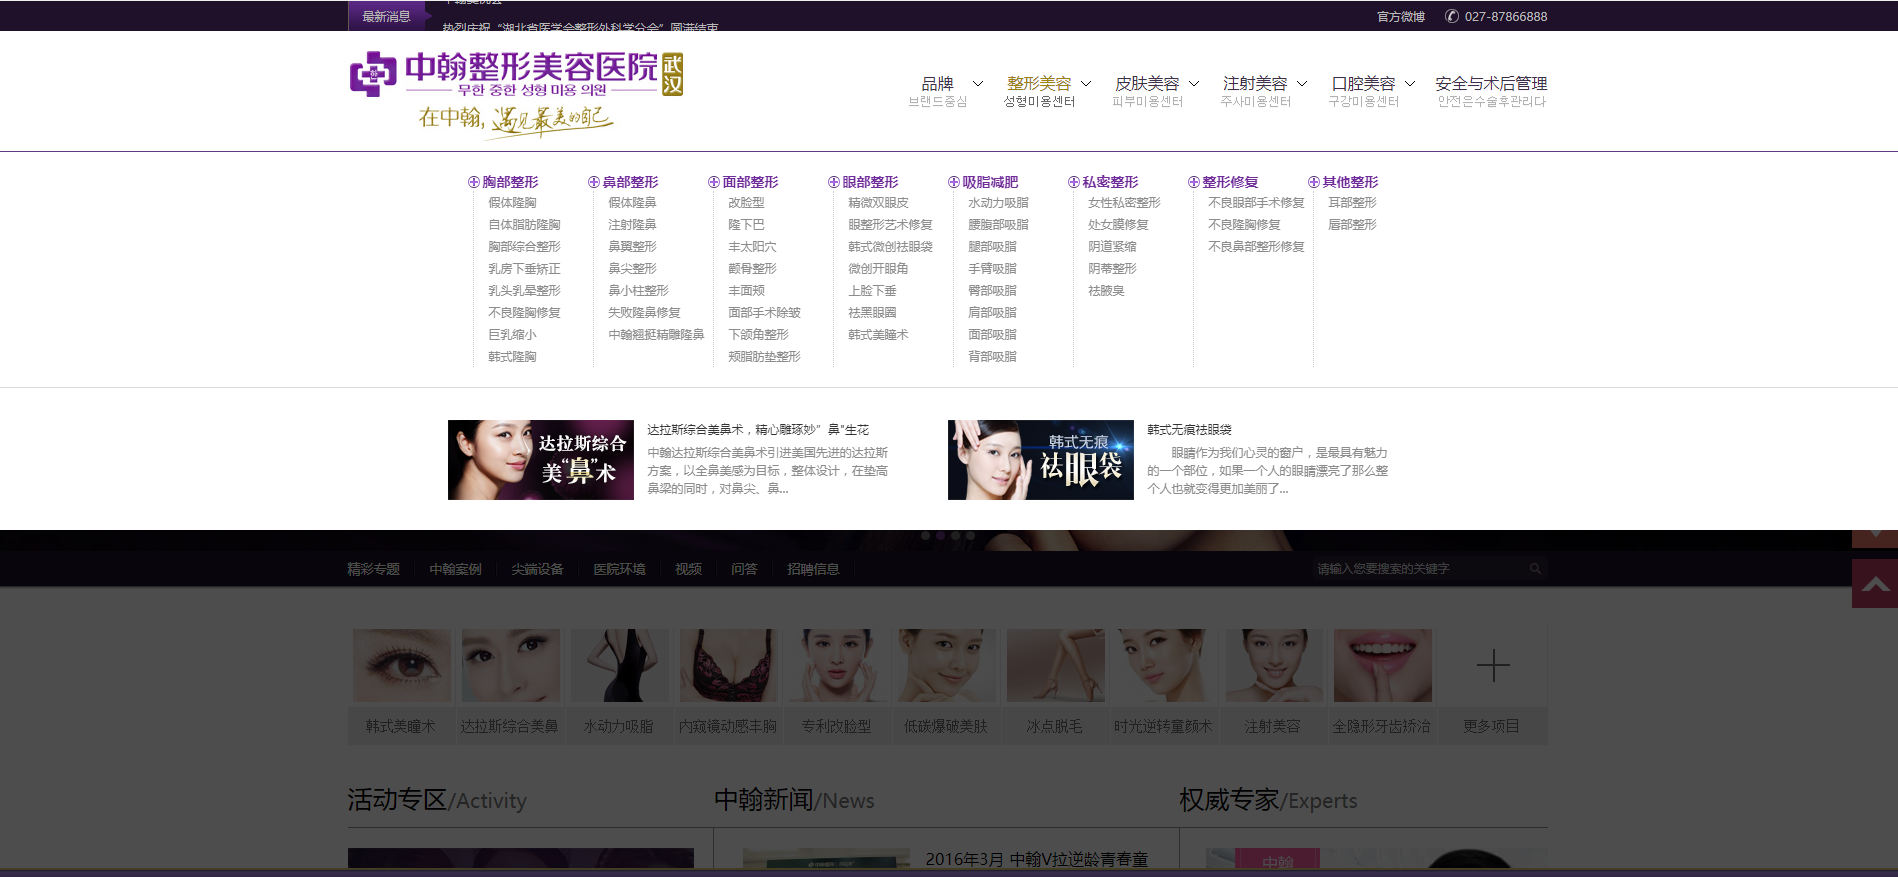 最新消息
热烈庆祝“湖北省医学会整形外科学分会”圆满结束
官方微博
027-87866888
中翰整形美容医院
武汉
무한 중한 성형 미용 의원
在中翰，遇见最美的自己
品牌
브랜드중심
整形美容
성형미용센터
皮肤美容
피부미용센터
注射美容
주사미용센터
口腔美容
구강미용센터
安全与术后管理
안전은수술후관리다
胸部整形
假体隆胸
自体脂肪隆胸
胸部综合整形
乳房下垂矫正
乳头乳晕整形
不良隆胸修复
巨乳缩小
韩式隆胸
鼻部整形
假体隆鼻
注射隆鼻
鼻翼整形
鼻尖整形
鼻小柱整形
失败隆鼻修复
中翰翘挺精雕隆鼻
面部整形
改脸型
隆下巴
丰太阳穴
颧骨整形
丰面颊
面部手术除皱
下颌角整形
颊脂肪垫整形
眼部整形
精微双眼皮
眼整形艺术修复
韩式微创祛眼袋
微创开眼角
上脸下垂
祛黑眼圈
韩式美瞳术
吸脂减肥
水动力吸脂
腰腹部吸脂
腿部吸脂
手臂吸脂
臀部吸脂
肩部吸脂
面部吸脂
背部吸脂
私密整形
女性私密整形
处女膜修复
阴道紧缩
阴蒂整形
祛腋臭
整形修复
不良眼部手术修复
不良隆胸修复
不良鼻部整形修复
其他整形
耳部整形
唇部整形
达拉斯综合
美“鼻”术
达拉斯综合美鼻术，精心雕琢妙”鼻”生花
中翰达拉斯综合美鼻术引进美国先进的达拉斯
方案，以全鼻美感为目标，整体设计，在垫高
鼻梁的同时，对鼻尖、鼻...
韩式无痕
祛眼袋
韩式无痕祛眼袋
眼睛作为我们心灵的窗户，是最具有魅力
的一个部位，如果一个人的眼睛漂亮了那么整
个人也就变得更加美丽了...
精彩专题
中翰案例
尖端设备
医院环境
视频
问答
招聘信息
请输入您要搜索的关键字
韩式美瞳术
达拉斯综合美鼻
水动力吸脂
内窥镜动感丰胸
专利改脸型
低碳爆破美肤
冰点脱毛
时光逆转童颜术
注射美容
全隐形牙齿矫治
更多项目
活动专区/Activity
中翰新闻/News
权威专家/Experts
2016年3月 中翰V拉逆龄青春童
中翰